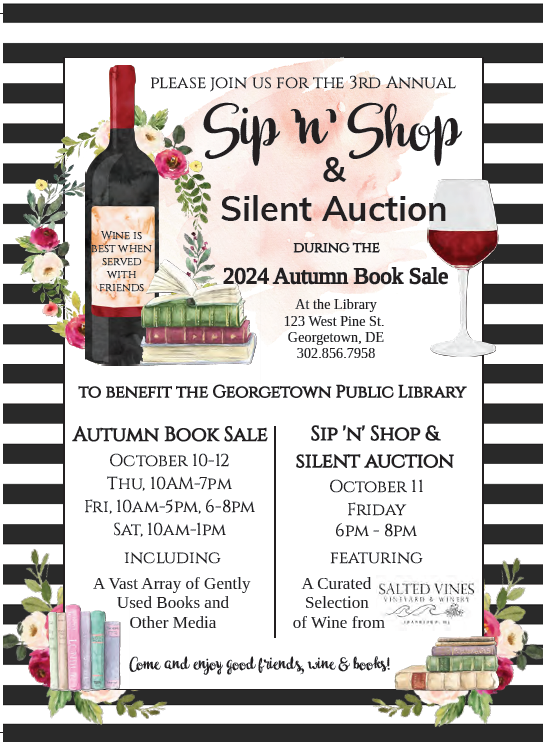 Please join us for the 3rd Annual
Sip 'n' Shop
&
Silent Auction
during the
2024 Autumn Book Sale
At the Library
123 West Pine St.
Georgetown, DE
302.856.7958
Wine is
best when
served
with
friends
to benefit the Georgetown Public Library
Autumn Book Sale
October 10-12
Thu, 10am-7pm
Fri, 10am-5pm, 6-8pm
Sat, 10am-1pm
including
A Vast Array of Gently
Used Books and
Other Media
Sip 'n' Shop &
silent auction
October 11
Friday
6pm - 8pm
featuring
A Curated
Selection
of Wine from
SALTED VINES
VINEYARD & WINERY
Come and enjoy good friends, wine & books!